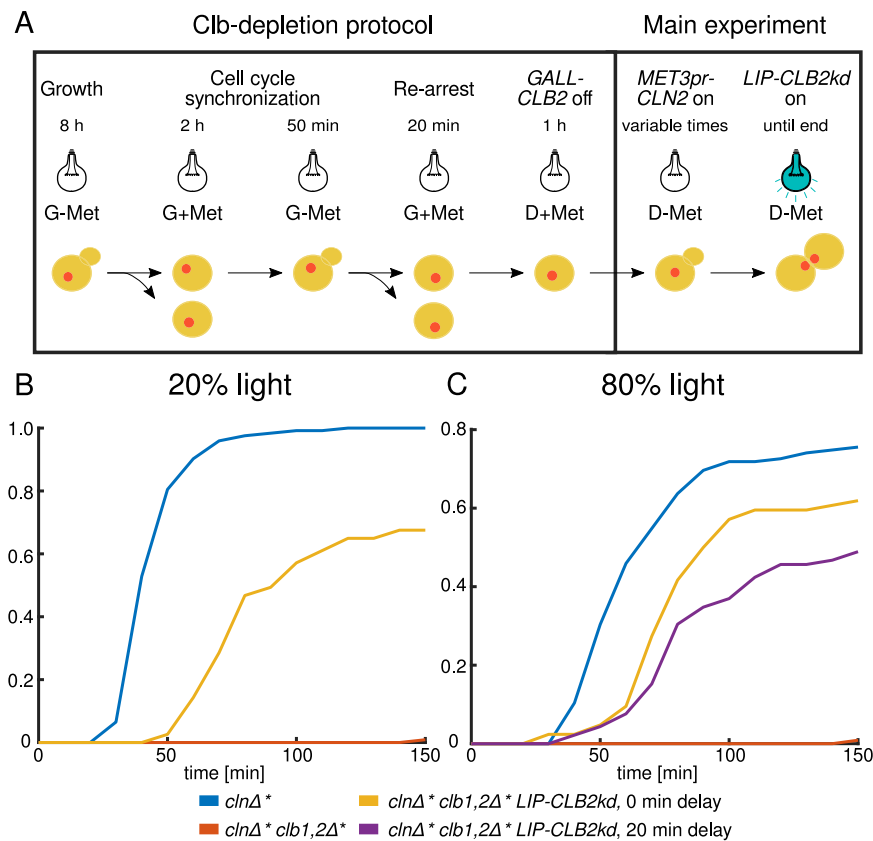 A
Clb-depletion protocol
Main experiment
Growth
Cell cycle
synchronization
Re-arrest
GALL-
CLB2 off
MET3pr-
CLN2 on
LIP-CLB2kd
on
8 h
2 h
50 min
20 min
1 h
variable times
until end
G-Met
G+Met
G-Met
G+Met
D+Met
D-Met
D-Met
B
20% light
C
80% light
1.0
0.8
0.6
0.4
0.2
0
0
50
100
150
time [min]
0.8
0.6
0.4
0.2
0
0
50
100
150
time [min]
clnΔ*
clnΔ* clb1,2Δ* LIP-CLB2kd, 0 min delay
clnΔ* clb1,2Δ*
clnΔ* clb1,2Δ* LIP-CLB2kd, 20 min delay